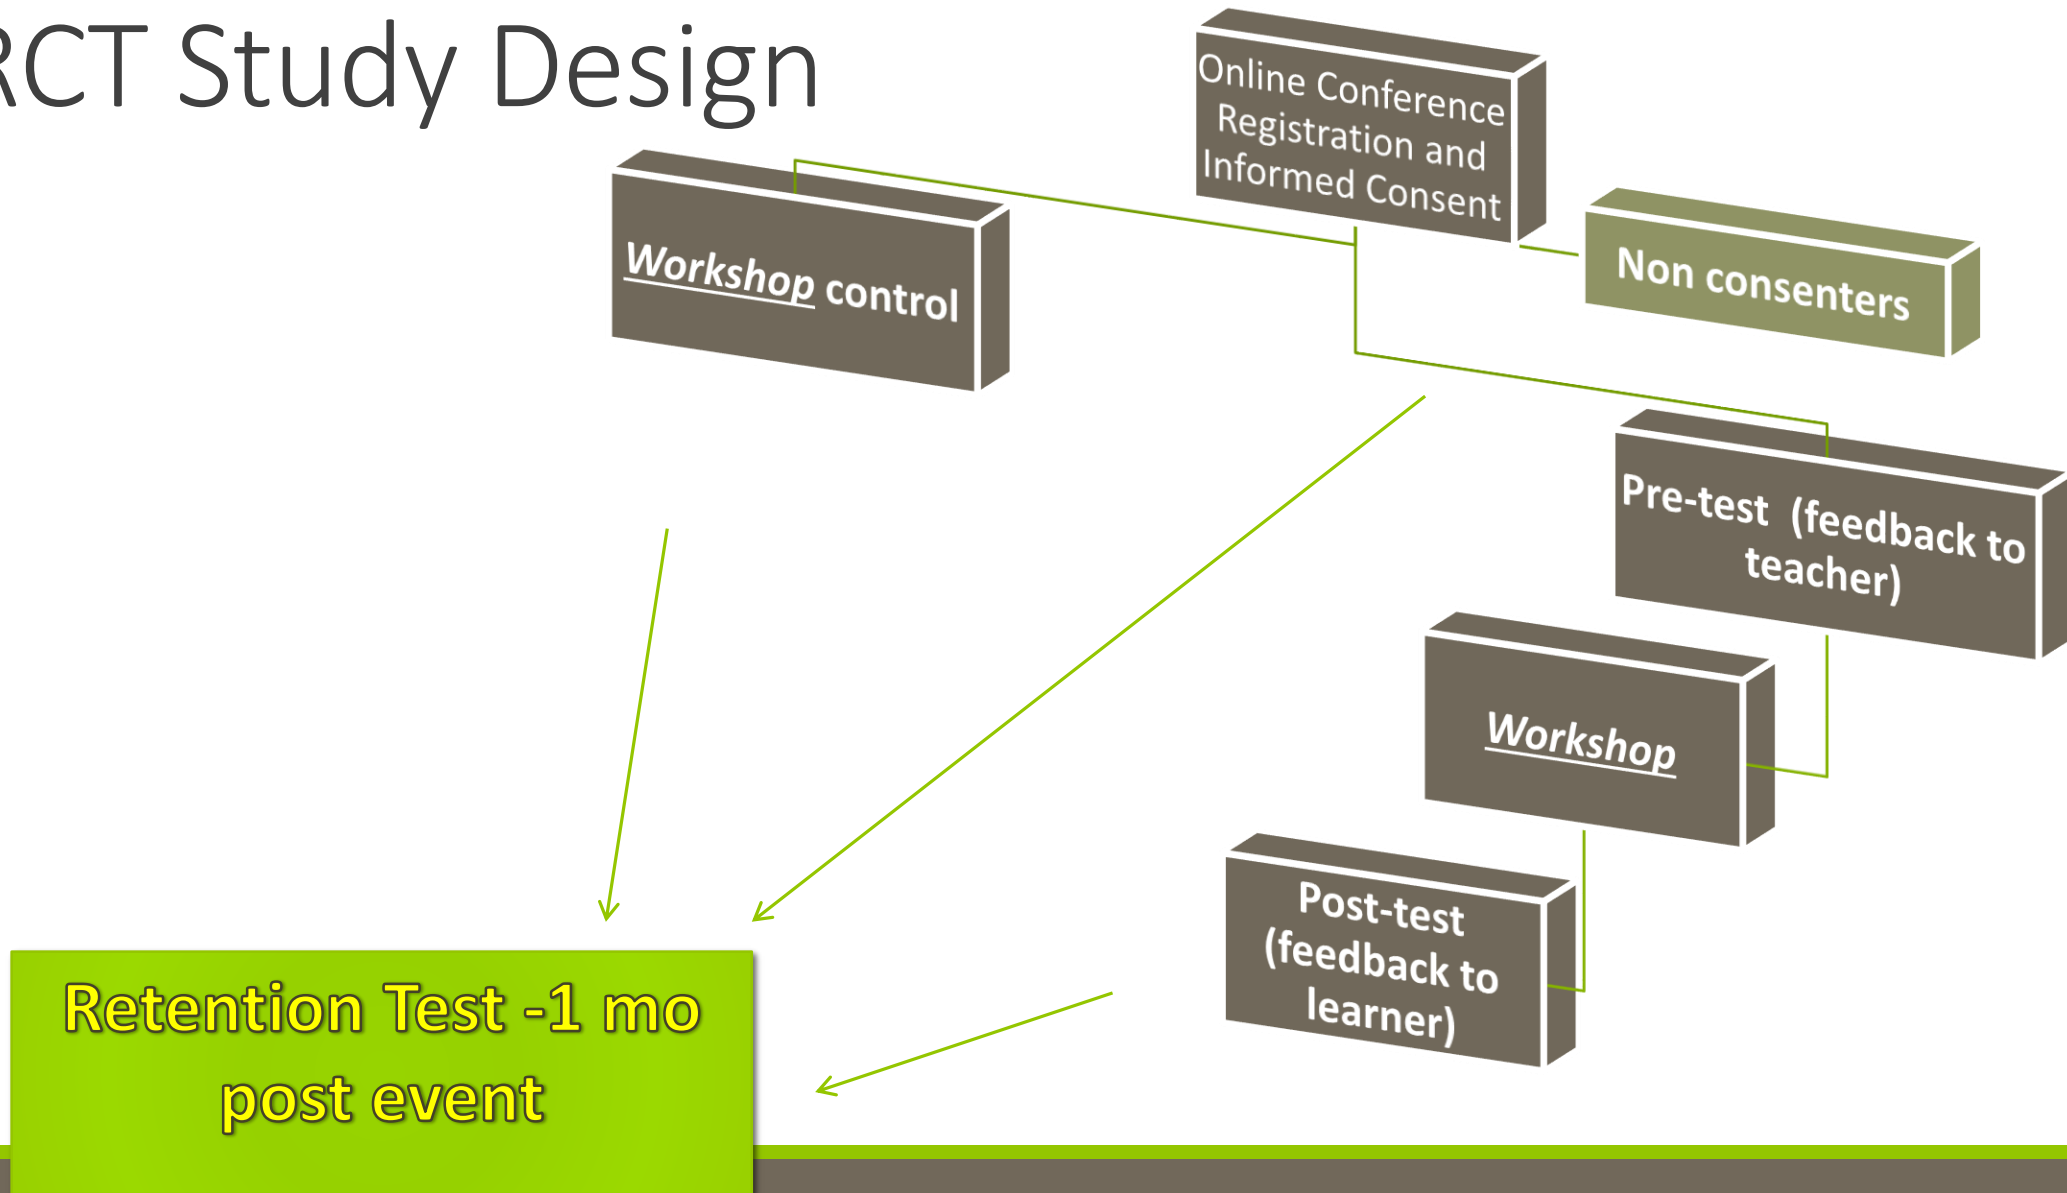 RCT Study Design
Online Conference
Registration and
Informed Consent
Workshop control
Non consenters
Pre-test (feedback to
teacher)
Workshop
Post-test
(feedback to
learner)
Retention Test -1 mo
post event